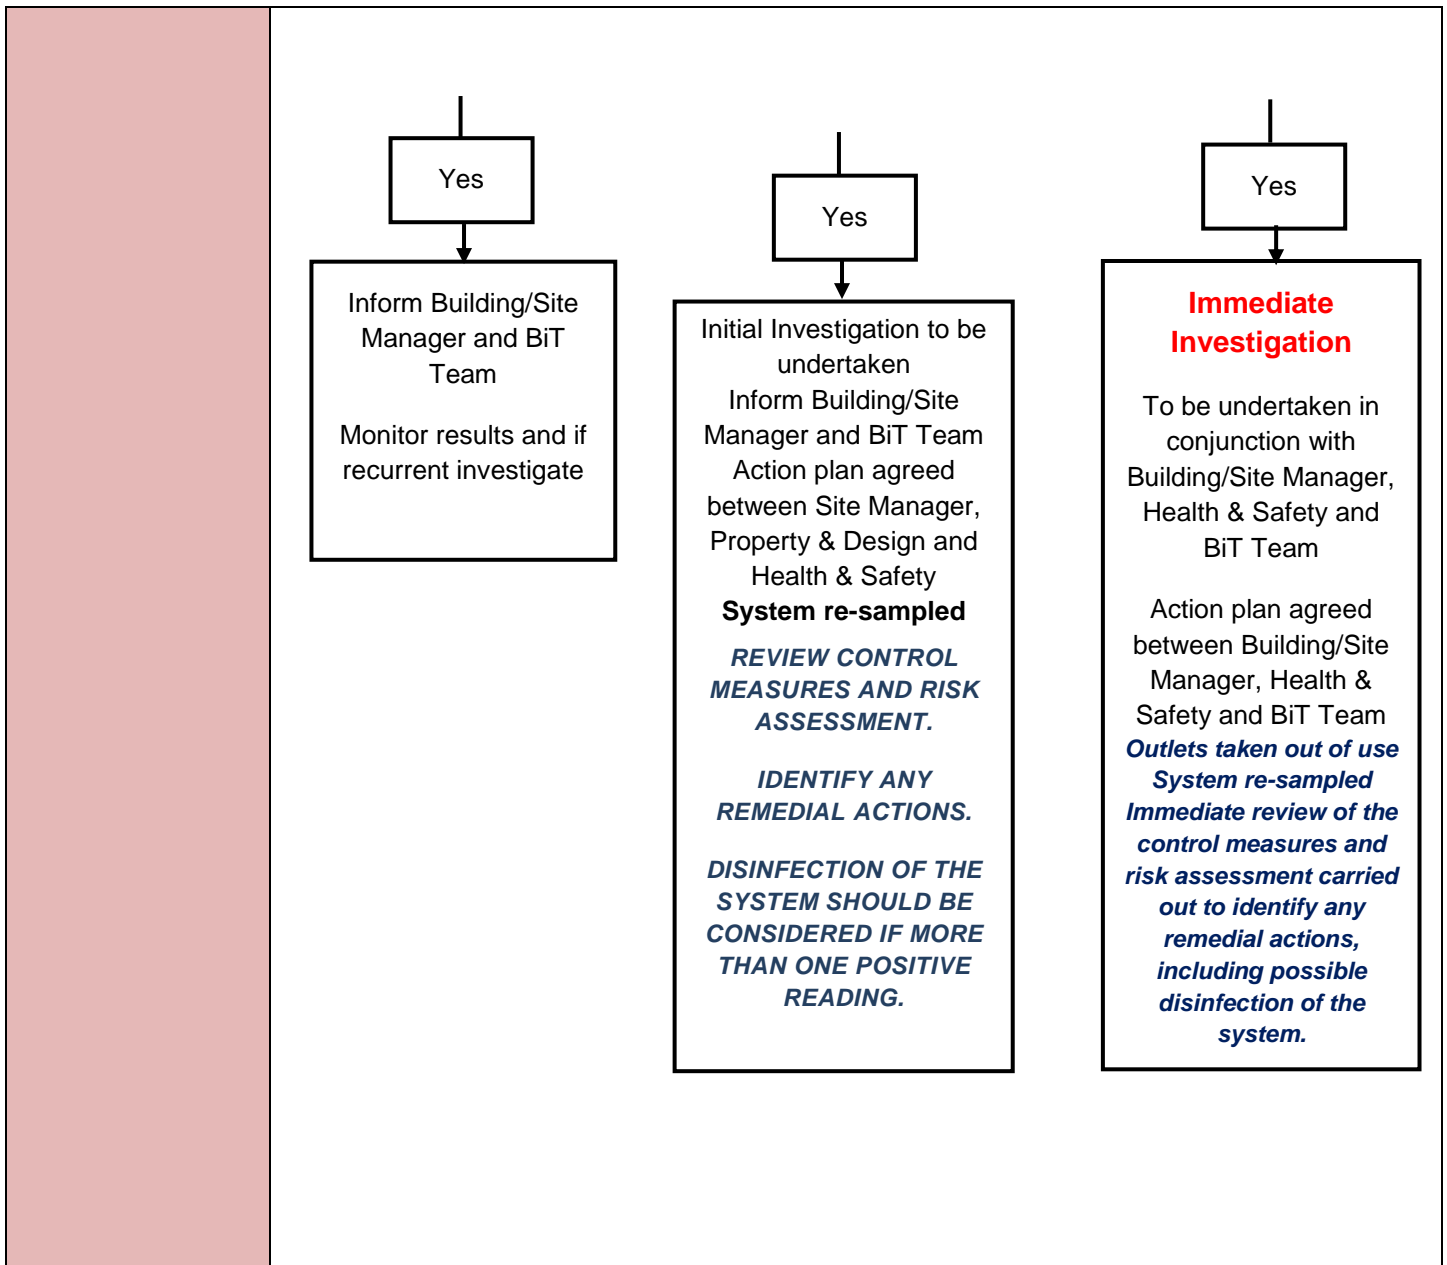 Yes
Inform Building/Site
Manager and BiT
Team
Monitor results and if
recurrent investigate
Yes
Initial Investigation to be
undertaken
Inform Building/Site
Manager and BiT Team
Action plan agreed
between Site Manager,
Property & Design and
Health & Safety
System re-sampled
REVIEW CONTROL
MEASURES AND RISK
ASSESSMENT.
IDENTIFY ANY
REMEDIAL ACTIONS.
DISINFECTION OF THE
SYSTEM SHOULD BE
CONSIDERED IF MORE
THAN ONE POSITIVE
READING.
Yes
Immediate
Investigation
To be undertaken in
conjunction with
Building/Site Manager,
Health & Safety and
BiT Team
Action plan agreed
between Building/Site
Manager, Health &
Safety and BiT Team
Outlets taken out of use
System re-sampled
Immediate review of the
control measures and
risk assessment carried
out to identify any
remedial actions,
including possible
disinfection of the
system.